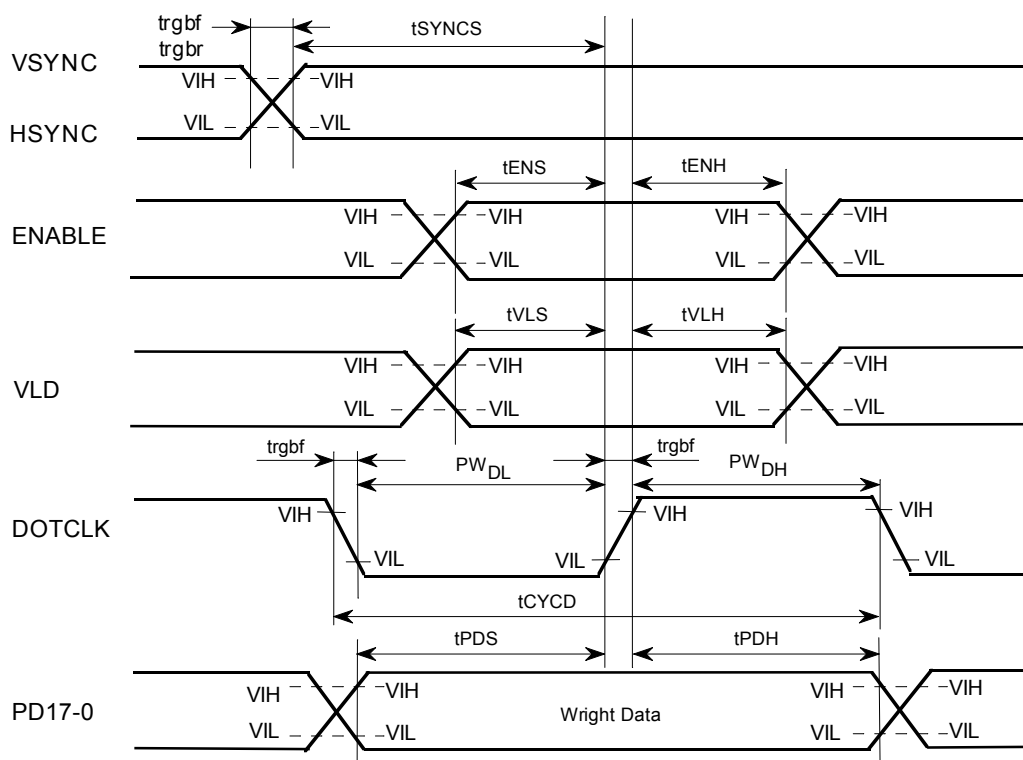 trgbf
tSYNCS
trgbr
VSYNC
VIH
VIH
VIL
VIL
HSYNC
tENS
tENH
VIH
VIH
VIH
VIH
ENABLE
VIL
VIL
VIL
VIL
tVLS
tVLH
VIH
VIH
VIH
VIH
VLD
VIL
VIL
VIL
VIL
trgbf
PWDL
trgbf
PWDH
VIH
VIH
VIH
DOTCLK
VIL
VIL
VIL
tCYCD
tPDS
tPDH
VIH
VIH
VIH
VIH
PD17-0
Wright Data
VIL
VIL
VIL
VIL